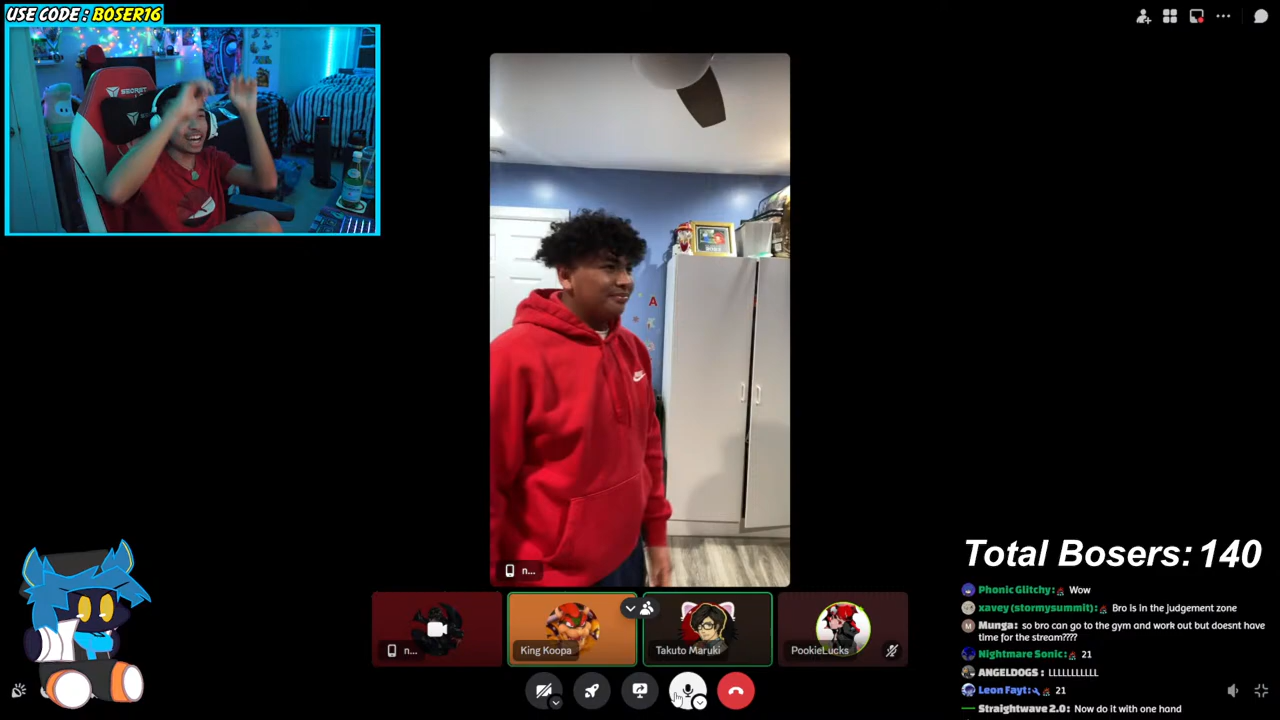 USE CODE : BOSER16
SECRET
n...
n...
King Koopa
Takuto Maruki
PookieLucks
Total Bosers: 140
Phonic Glitchy: Wow
xavey (stormysummit): Bro is in the judgement zone
Munga: so bro can go to the gym and work out but doesnt have
time for the stream????
Nightmare Sonic: 21
ANGELDOGS: LLLLLLLLLLL
Leon Fayt: 21
Straightwave 2.0: Now do it with one hand